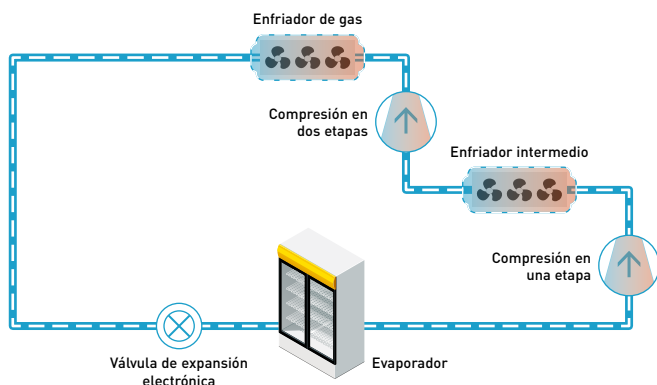 Enfriador de gas
Compresión en
dos etapas
Enfriador intermedio
Compresión en
una etapa
Válvula de expansión
electrónica
Evaporador